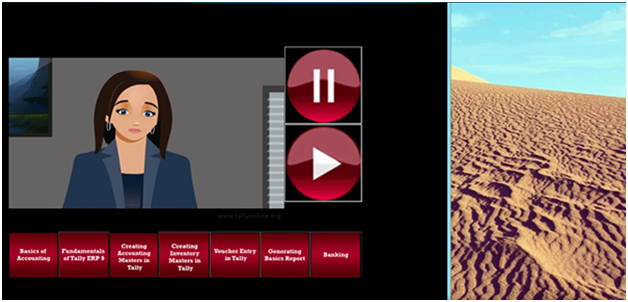 www.tallyonline.org
Basics of
Accounting
Fundamentals
of Tally ERP 9
Creating
Accounting
Masters in
Tally
Creating
Inventory
Masters in
Tally
Voucher Entry
in Tally
Generating
Basics Report
Banking